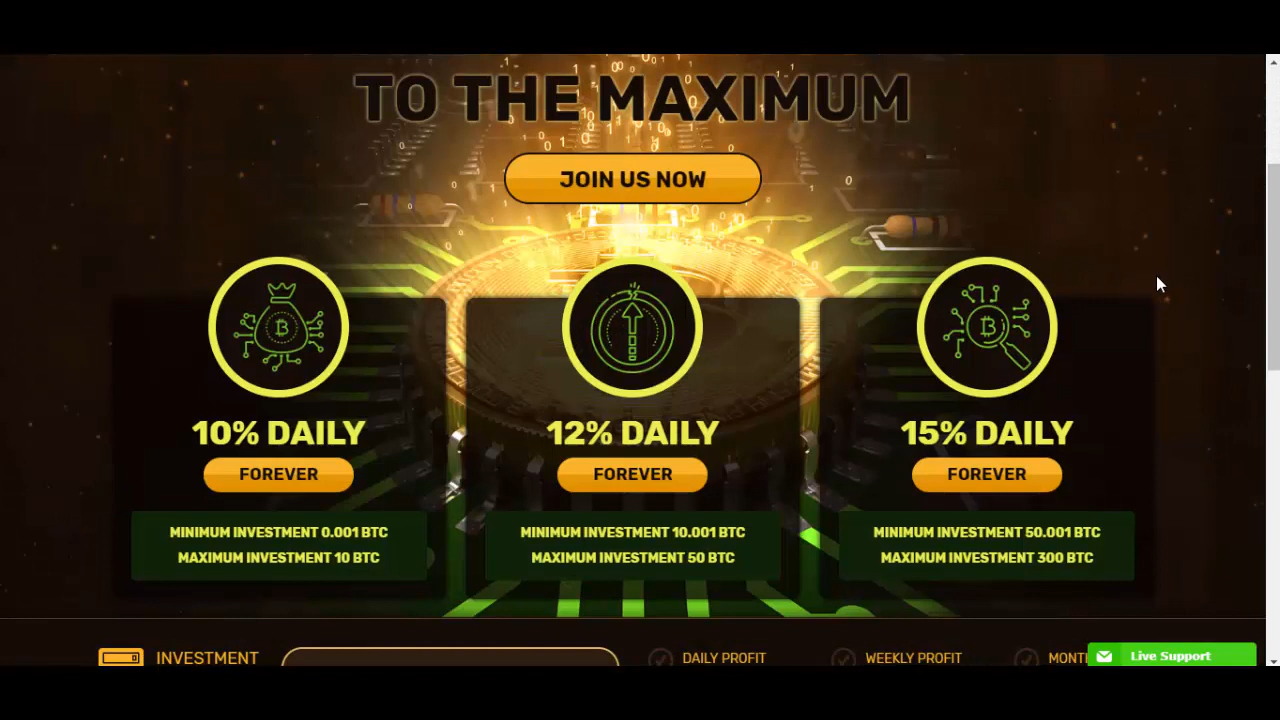 TO THE MAXIMUM
JOIN US NOW
10% DAILY
FOREVER
MINIMUM INVESTMENT 0.001 BTC
MAXIMUM INVESTMENT 10 BTC
12% DAILY
FOREVER
MINIMUM INVESTMENT 10.001 BTC
MAXIMUM INVESTMENT 50 BTC
15% DAILY
FOREVER
MINIMUM INVESTMENT 50.001 BTC
MAXIMUM INVESTMENT 300 BTC
INVESTMENT
DAILY PROFIT
WEEKLY PROFIT
MONT
Live Support